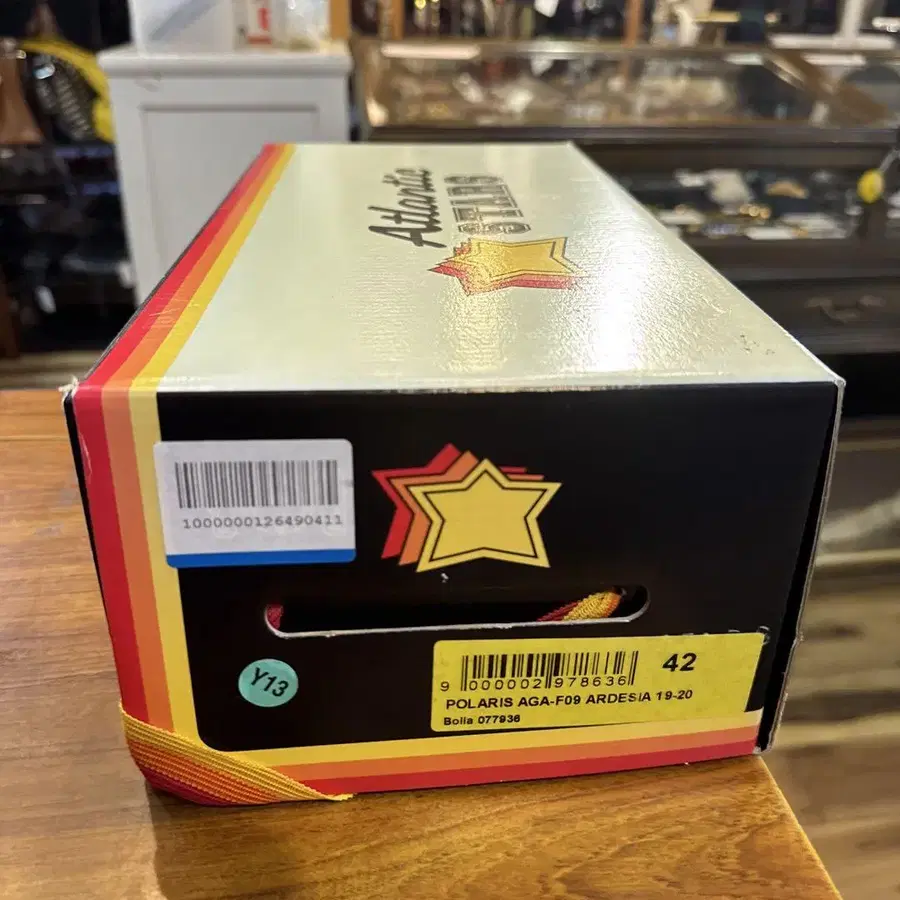 Atlantic
STARS
1000000126490411
Y13
42
9 000002 978636
POLARIS AGA-F09 ARDESIA 19-20
Bolla 077936